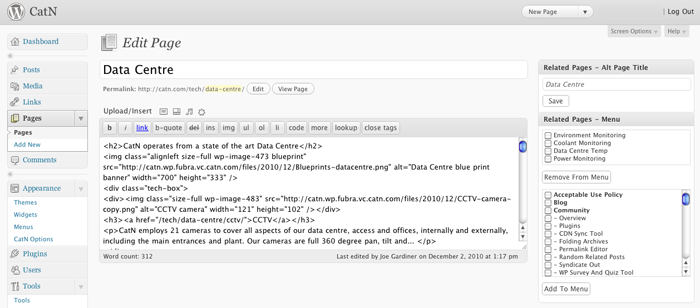 CatN
New Page
| Log Out
Screen Options
Help
Dashboard
Posts
Media
Links
Pages
Pages
Add New
Comments
Appearance
Themes
Widgets
Menus
CatN Options
Plugins
Users
Tools
Tools
Edit Page
Data Centre
Permalink: http://catn.com/tech/data-centre/ Edit View Page
Upload/Insert
b i link b-quote del ins img ul ol li code more lookup close tags
<h2>CatN operates from a state of the art Data Centre</h2>
<img class="alignleft size-full wp-image-473 blueprint"
src="http://catn.wp.fubra.vc.catn.com/files/2010/12/Blueprints-datacentre.png" alt="Data Centre blue print
banner" width="700" height="333" />
<div class="tech-box">
<div><img class="size-full wp-image-483" src="http://catn.wp.fubra.vc.catn.com/files/2010/12/CCTV-camera-
copy.png" alt="CCTV camera" width="121" height="102" /></div>
<h3><a href="/tech/data-centre/cctv/">CCTV</a></h3>
<p>CatN employs 21 cameras to cover all aspects of our data centre, access and offices, internally and externally,
including the main entrances and plant. Our cameras are full 360 degree pan, tilt and... </p>
Word count: 312
Last edited by Joe Gardiner on December 2, 2010 at 1:17 pm
Related Pages - Alt Page Title
Data Centre
Save
Related Pages - Menu
Environment Monitoring
Coolant Monitoring
Data Centre Temp
Power Monitoring
Remove From Menu
Acceptable Use Policy
Blog
Community
- Overview
- Plugins
- CDN Sync Tool
- Folding Archives
- Permalink Editor
- Random Related Posts
- Syndicate Out
- WP Survey And Quiz Tool
Add To Menu